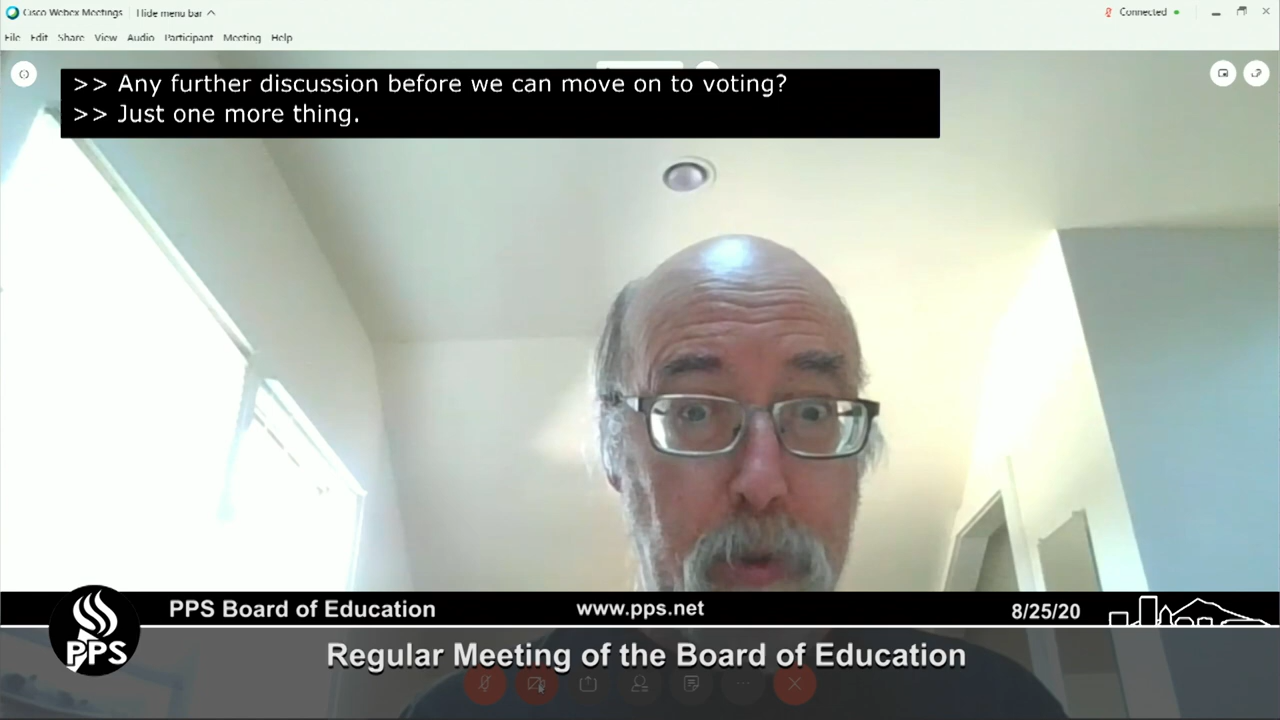 Cisco Webex Meetings
Hide menu bar
Connected
File Edit Share View Audio Participant Meeting Help
>> Any further discussion before we can move on to voting?
>> Just one more thing.
PPS Board of Education
www.pps.net
8/25/20
PPS
Regular Meeting of the Board of Education